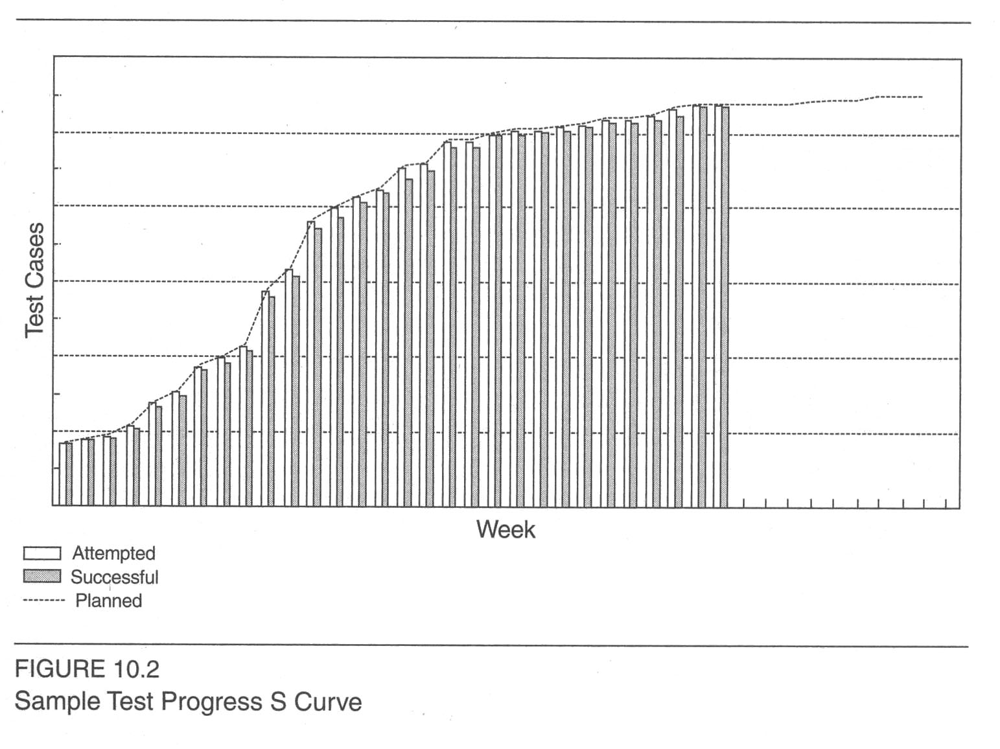 Test Cases
Week
Attempted
Successful
Planned
FIGURE 10.2
Sample Test Progress S Curve